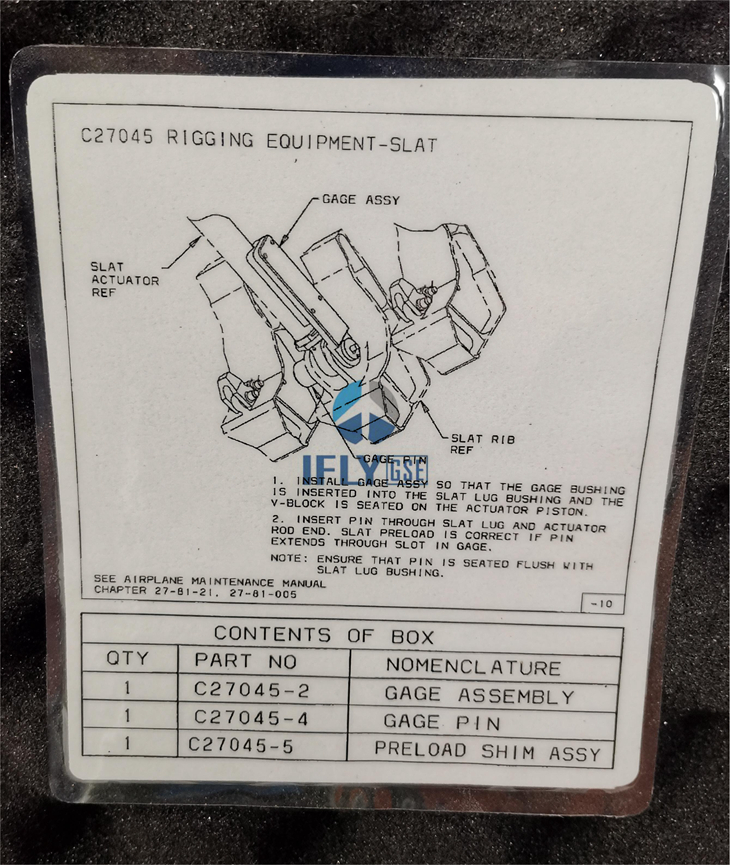 C27045 RIGGING EQUIPMENT-SLAT
GAGE ASSY
SLAT
ACTUATOR
REF
SLAT RIB
REF
GAGE PIN
IFLY GSE
1. INSTALL GAGE ASSY SO THAT THE GAGE BUSHING
IS INSERTED INTO THE SLAT LUG BUSHING AND THE
V-BLOCK IS SEATED ON THE ACTUATOR PISTON.
2. INSERT PIN THROUGH SLAT LUG AND ACTUATOR
ROD END. SLAT PRELOAD IS CORRECT IF PIN
EXTENDS THROUGH SLOT IN GAGE.
NOTE: ENSURE THAT PIN IS SEATED FLUSH WITH
SLAT LUG BUSHING.
SEE AIRPLANE MAINTENANCE MANUAL
CHAPTER 27-81-21, 27-81-005
-10
CONTENTS OF BOX
QTY PART NO NOMENCLATURE
1 C27045-2 GAGE ASSEMBLY
1 C27045-4 GAGE PIN
1 C27045-5 PRELOAD SHIM ASSY